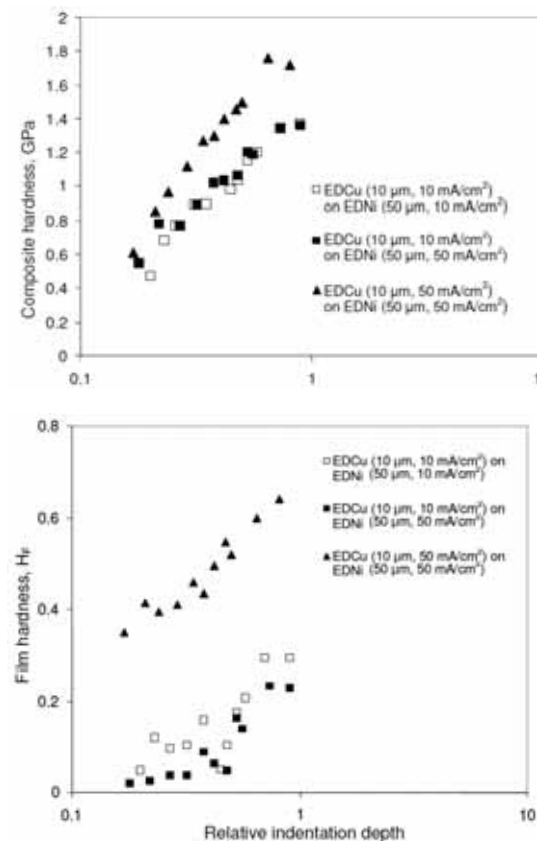 2
1.8
1.6
1.4
1.2
1
0.8
0.6
0.4
0.2
0
Composite hardness, GPa
EDCu (10 µm, 10 mA/cm²)
on EDNi (50 µm, 10 mA/cm²)
EDCu (10 µm, 10 mA/cm²)
on EDNi (50 µm, 50 mA/cm²)
EDCu (10 µm, 50 mA/cm²)
on EDNi (50 µm, 50 mA/cm²)
0.1
1
1
0.8
0.6
0.4
0.2
0
Film hardness, H
EDCu (10 µm, 10 mA/cm²) on
EDNi (50 µm, 10 mA/cm²)
EDCu (10 µm, 10 mA/cm²) on
EDNi (50 µm, 50 mA/cm²)
EDCu (10 µm, 50 mA/cm²) on
EDNi (50 µm, 50 mA/cm²)
0.1
1
10
Relative indentation depth